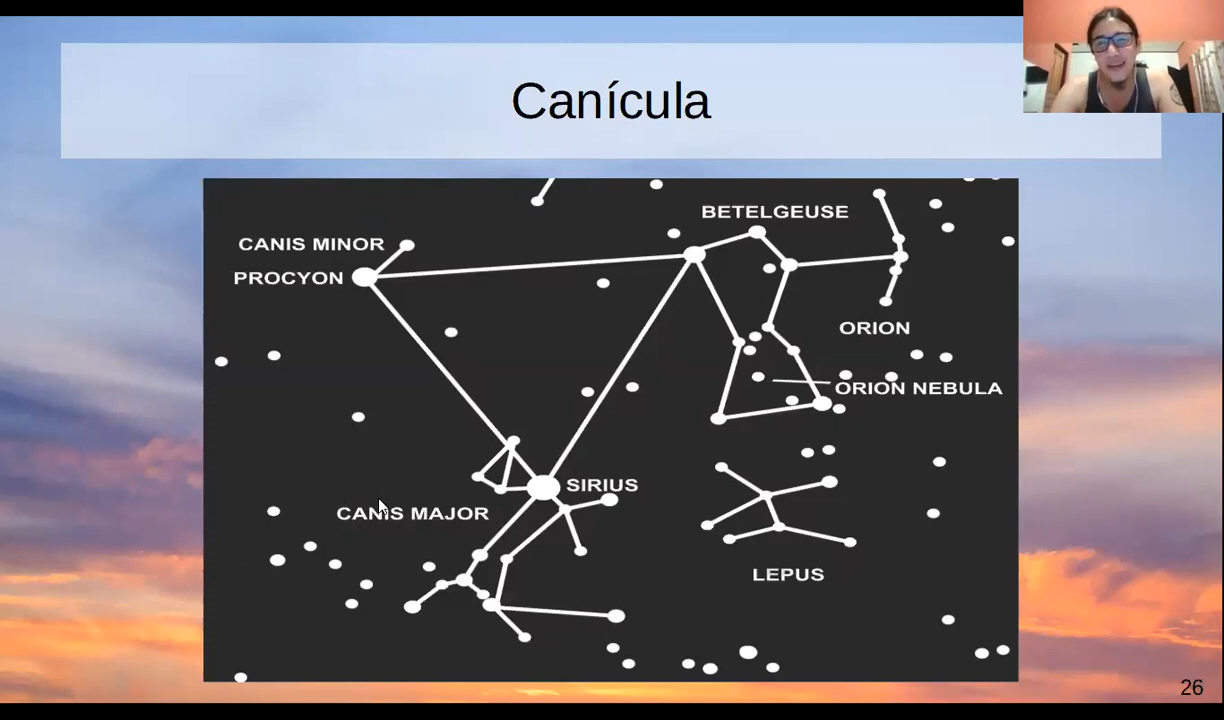 Canícula
BETELGEUSE
CANIS MINOR
PROCYON
ORION
ORION NEBULA
SIRIUS
CANIS MAJOR
LEPUS
26